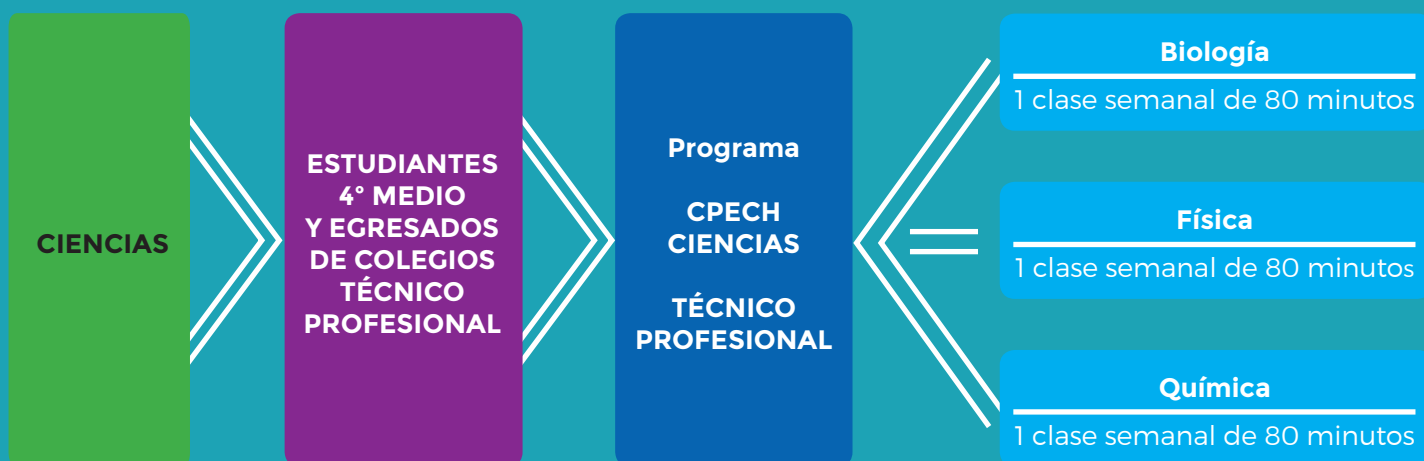 CIENCIAS
ESTUDIANTES
4º MEDIO
Y EGRESADOS
DE COLEGIOS
TÉCNICO
PROFESIONAL
Programa
CPECH
CIENCIAS
TÉCNICO
PROFESIONAL
Biología
1 clase semanal de 80 minutos
Física
1 clase semanal de 80 minutos
Química
1 clase semanal de 80 minutos